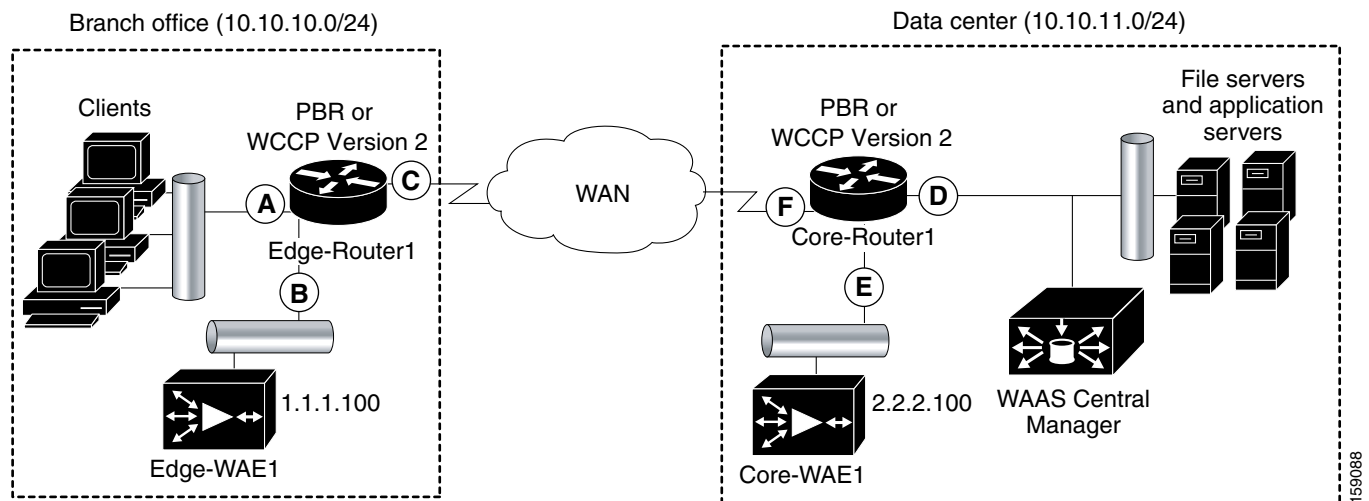 Branch office (10.10.10.0/24)
Clients
PBR or
WCCP Version 2
A
C
Edge-Router1
B
1.1.1.100
Edge-WAE1
WAN
Data center (10.10.11.0/24)
PBR or
WCCP Version 2
F
D
Core-Router1
E
2.2.2.100
Core-WAE1
File servers
and application
servers
WAAS Central
Manager
159088